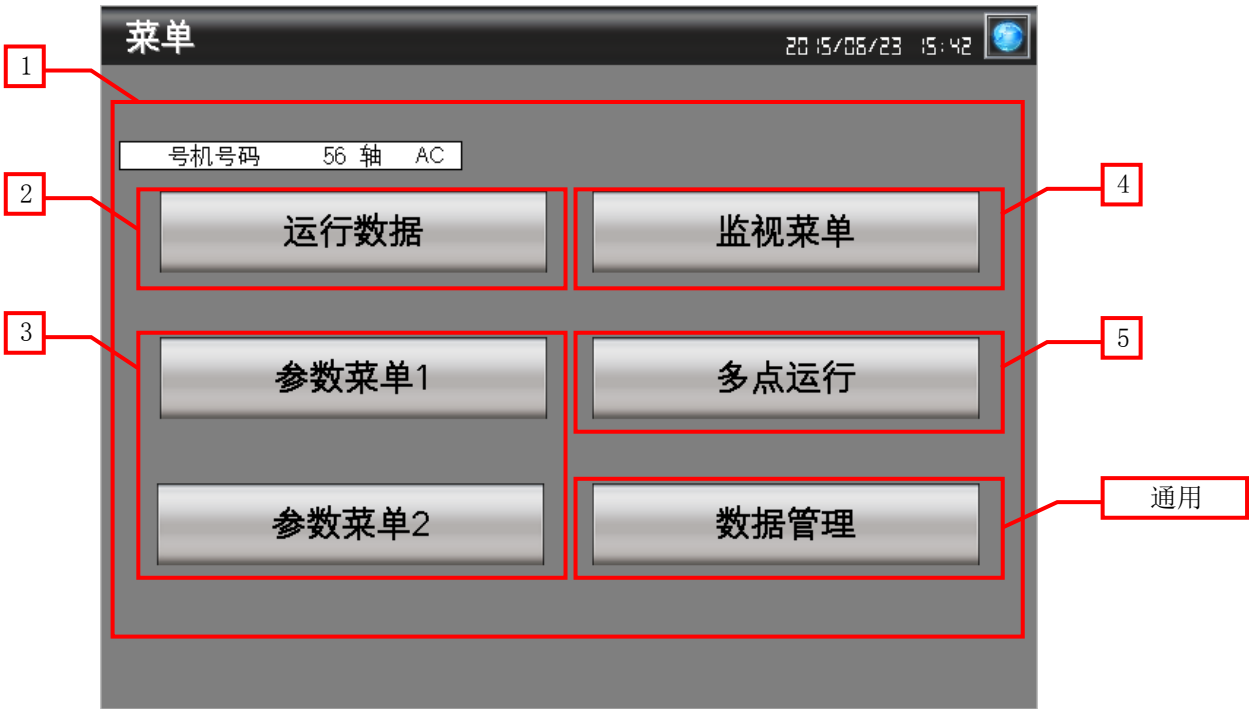 菜单
2015/06/23 15:42
1
号机号码 56 轴 AC
2
4
运行数据
监视菜单
3
5
参数菜单1
多点运行
通用
参数菜单2
数据管理